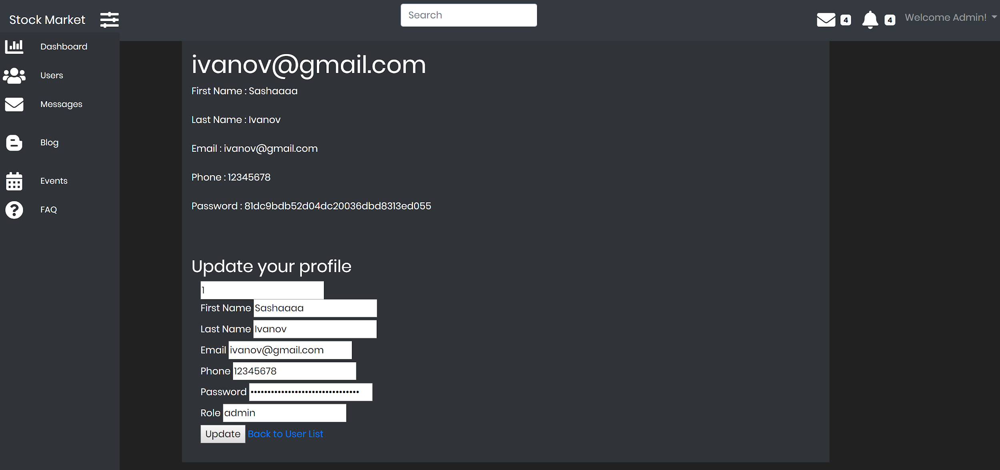 Stock Market
Search
4
4
Welcome Admin!
Dashboard
Users
Messages
Blog
Events
FAQ
ivanov@gmail.com
First Name : Sashaaaa
Last Name : Ivanov
Email : ivanov@gmail.com
Phone : 12345678
Password : 81dc9bdb52d04dc20036dbd8313ed055
Update your profile
1
First Name Sashaaaa
Last Name Ivanov
Email ivanov@gmail.com
Phone 12345678
Password ••••••••••••••••••••••••••••••••
Role admin
Update Back to User List